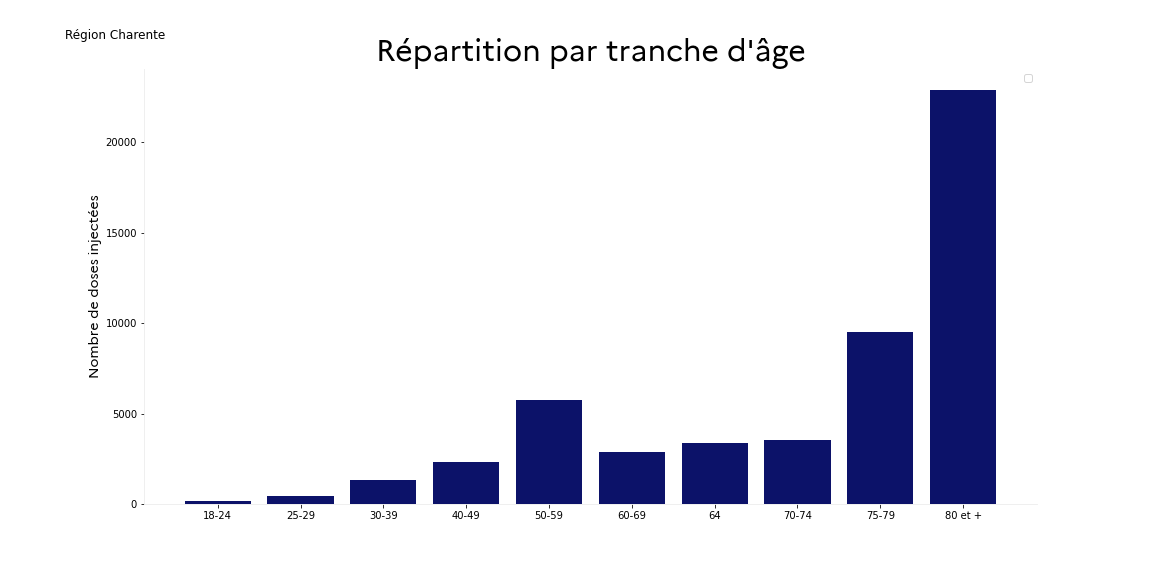 Région Charente
Répartition par tranche d'âge
Nombre de doses injectées
20000
15000
10000
5000
0
18-24 25-29 30-39 40-49 50-59 60-69 64 70-74 75-79 80 et +